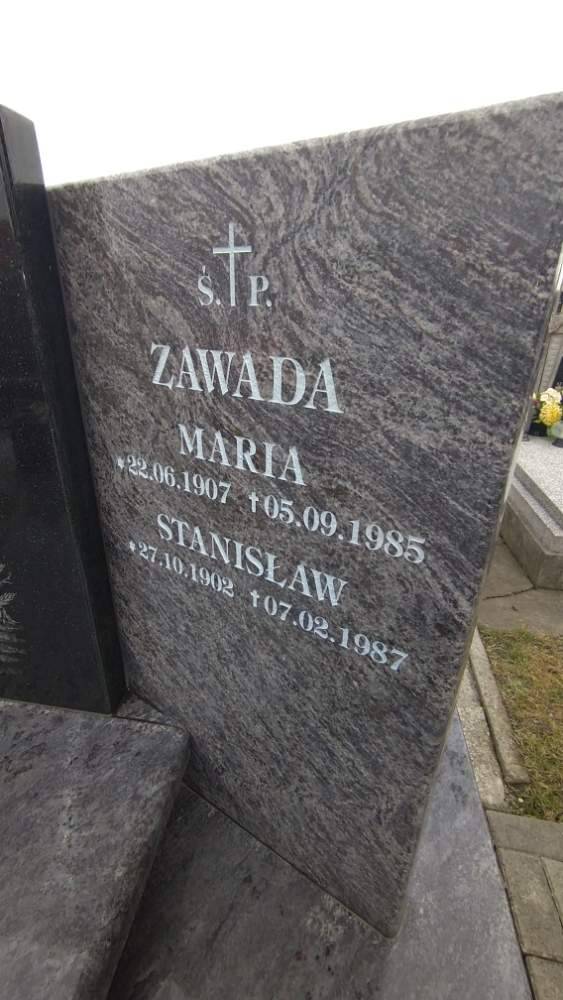 Ś. P.
ZAWADA
MARIA
*22.06.1907 †05.09.1985
STANISŁAW
*27.10.1902 †07.02.1987